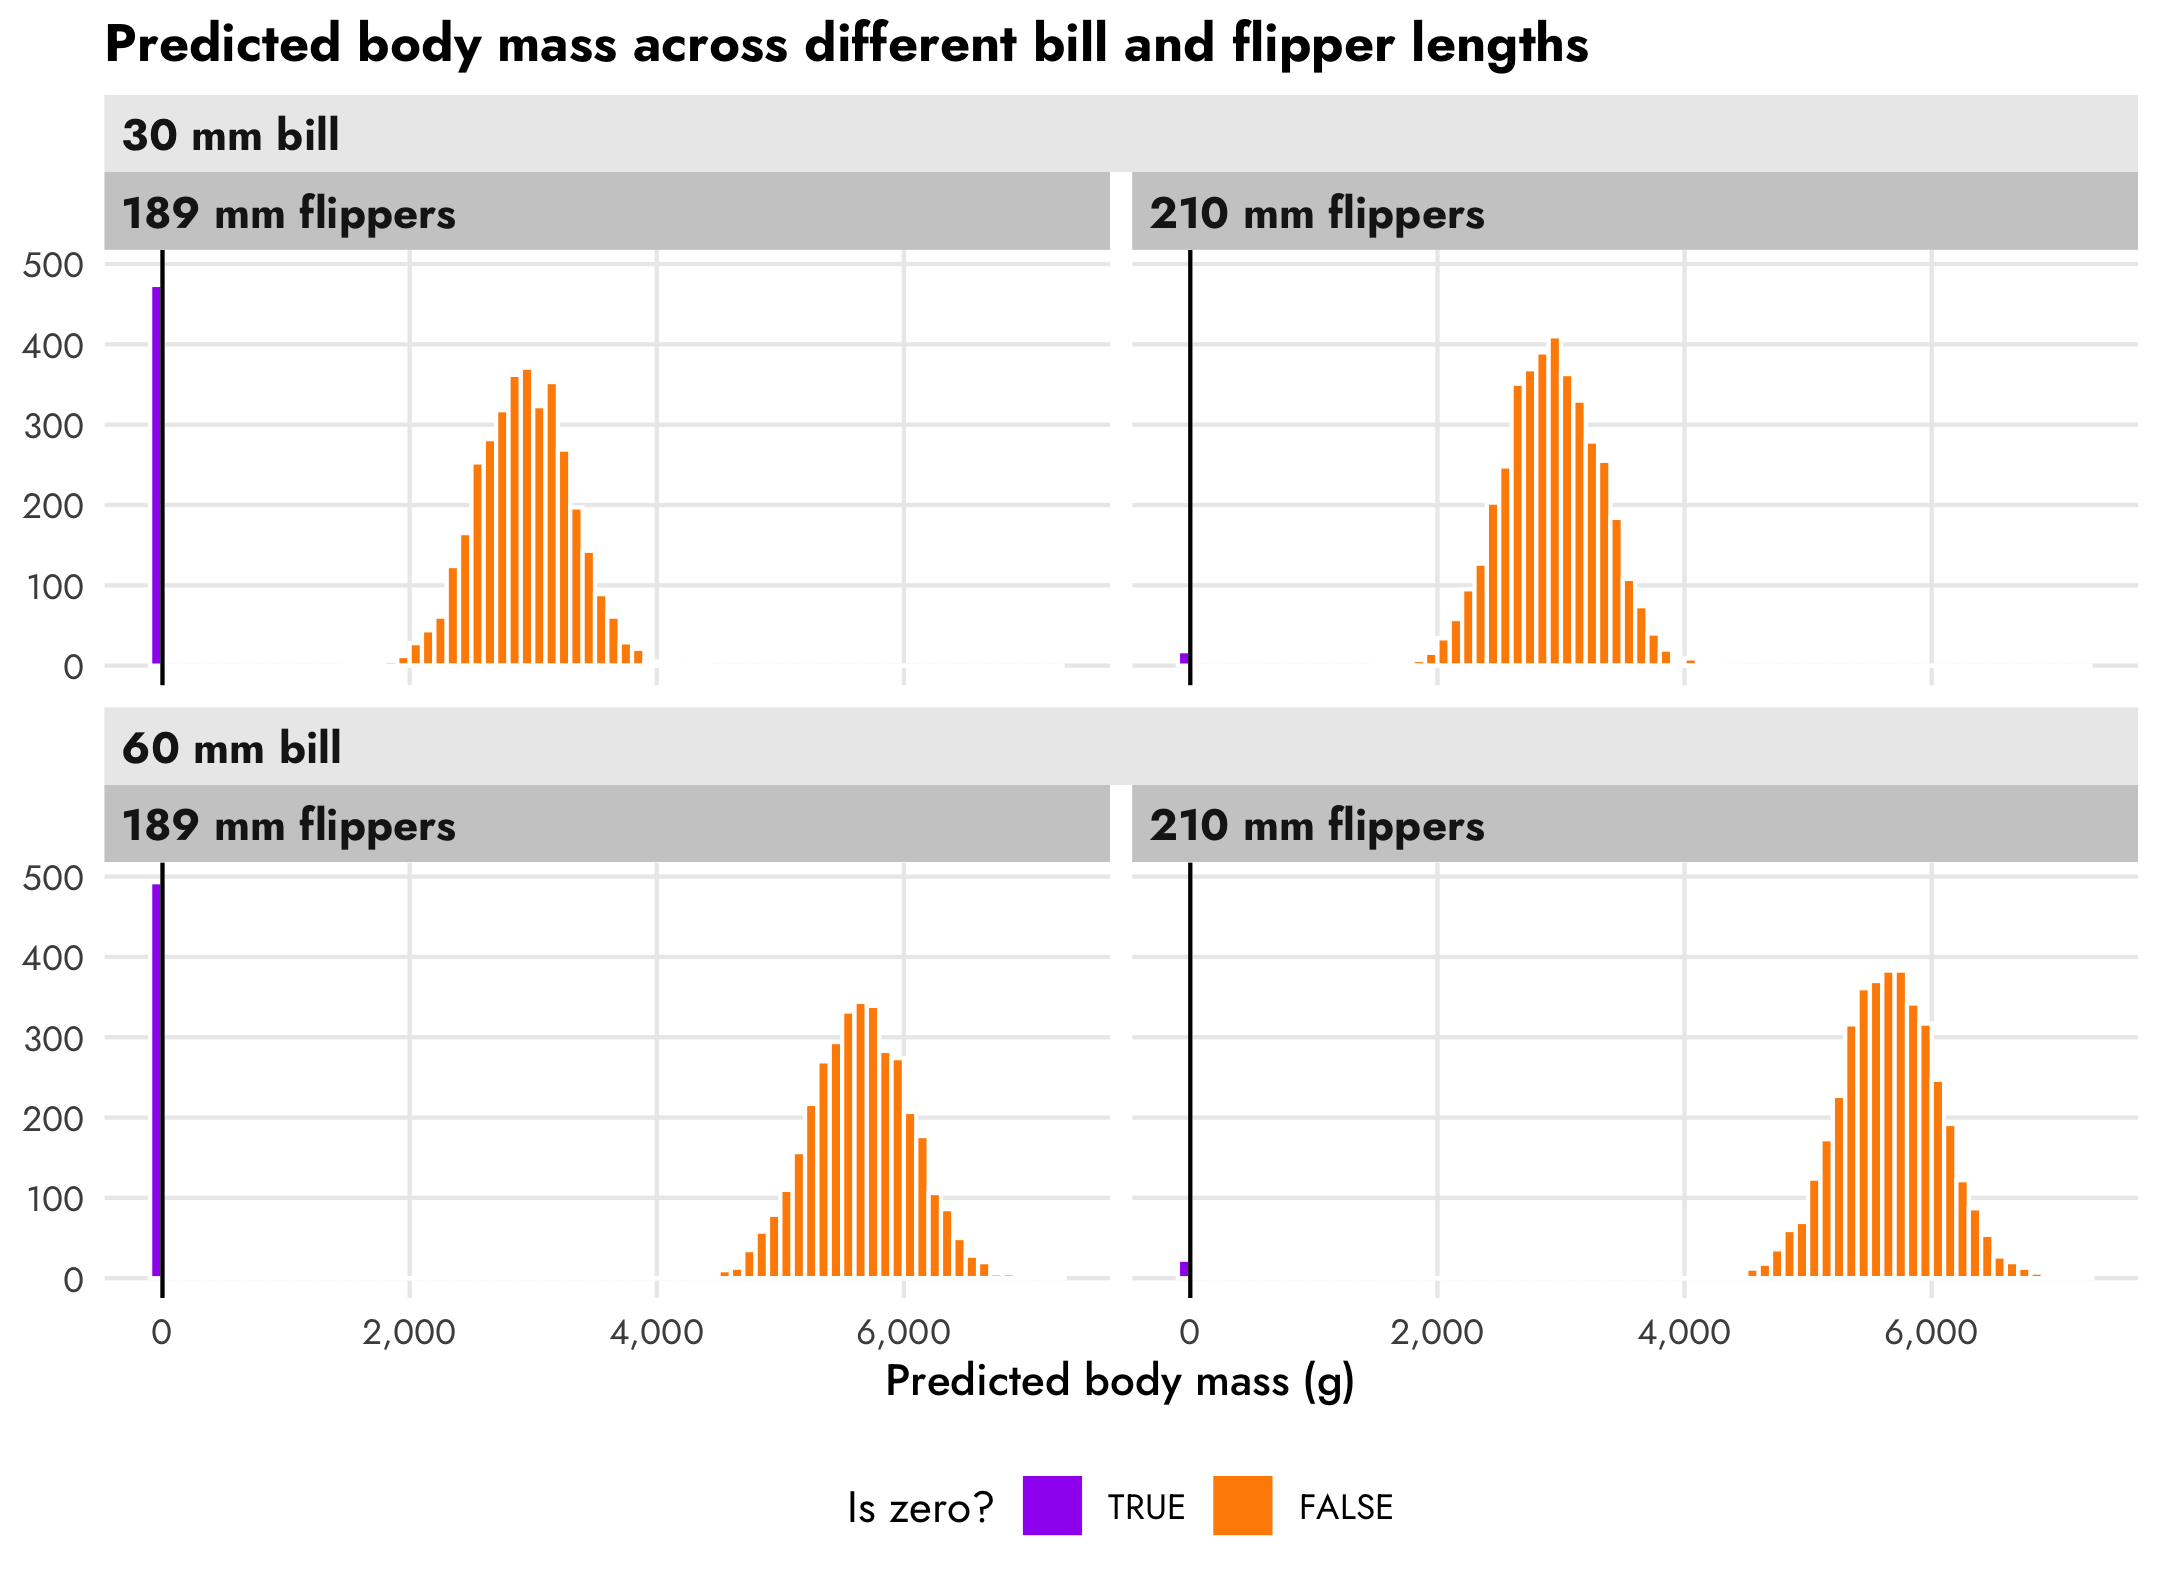 Predicted body mass across different bill and flipper lengths
30 mm bill
189 mm flippers 210 mm flippers
500
400
300
200
100
0
60 mm bill
189 mm flippers 210 mm flippers
500
400
300
200
100
0
0 2,000 4,000 6,000 0 2,000 4,000 6,000
Predicted body mass (g)
Is zero? TRUE FALSE